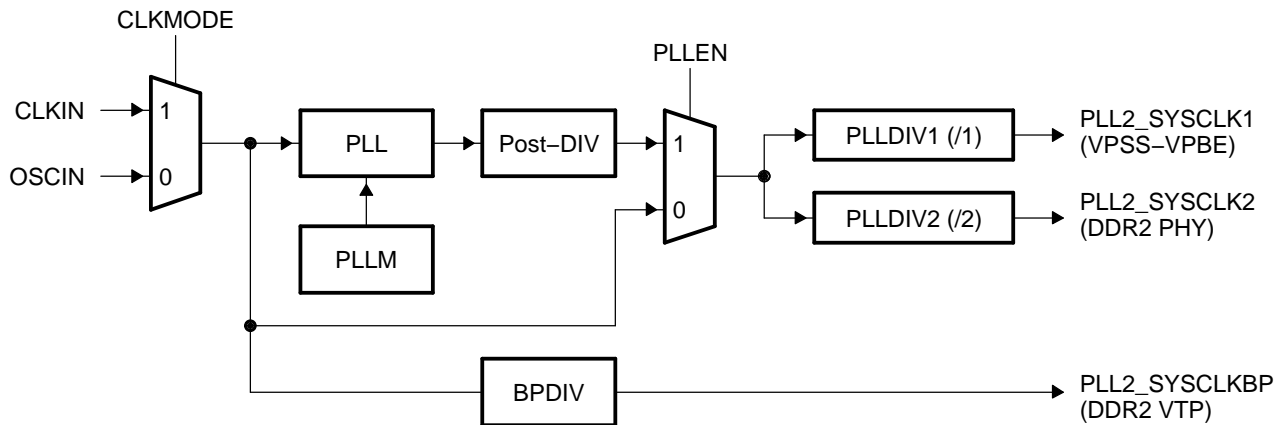 CLKMODE
PLLEN
CLKIN
1
OSCIN
0
PLL
Post–DIV
1
0
PLLM
PLLDIV1 (/1)
PLL2_SYSCLK1
(VPSS–VPBE)
PLLDIV2 (/2)
PLL2_SYSCLK2
(DDR2 PHY)
BPDIV
PLL2_SYSCLKBP
(DDR2 VTP)